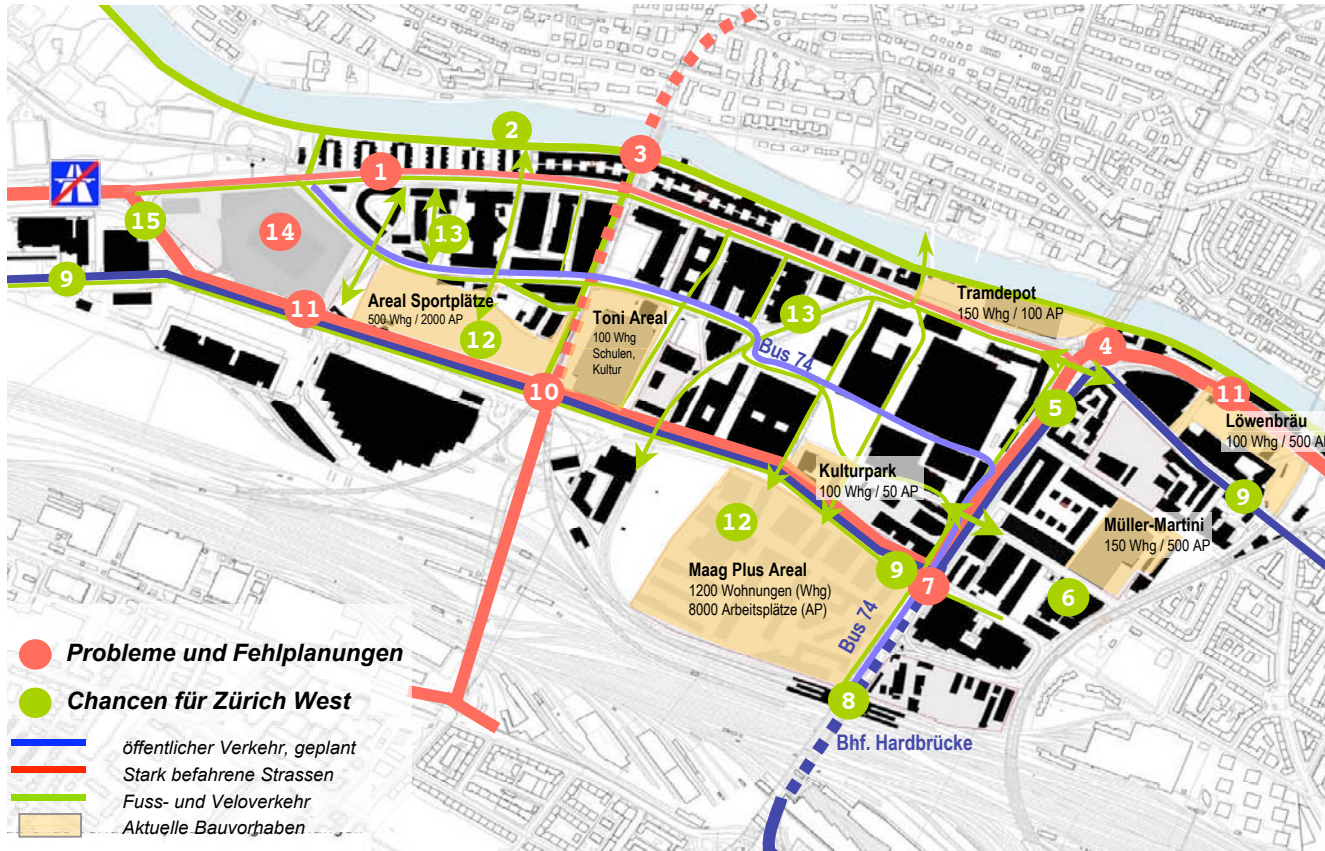 2
3
1
15
14
13
9
11
Areal Sportplätze
500 Whg / 2000 AP
12
Toni Areal
100 Whg
Schulen,
Kultur
10
13
Bus 74
Tramdepot
150 Whg / 100 AP
4
5
11
Löwenbräu
100 Whg / 500 A
9
Kulturpark
100 Whg / 50 AP
Müller-Martini
150 Whg / 500 AP
12
Maag Plus Areal
1200 Wohnungen (Whg)
8000 Arbeitsplätze (AP)
9
7
6
Bus 74
8
Bhf. Hardbrücke
Probleme und Fehlplanungen
Chancen für Zürich West
öffentlicher Verkehr, geplant
Stark befahrene Strassen
Fuss- und Veloverkehr
Aktuelle Bauvorhaben